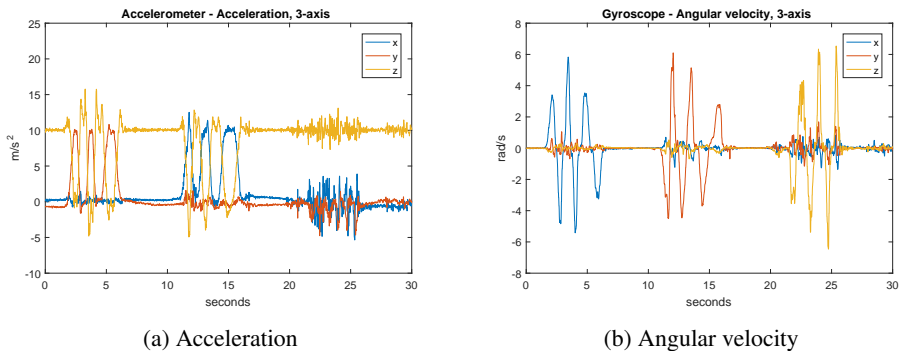 Accelerometer - Acceleration, 3-axis
25
20
15
10
5
0
-5
-10
m/s²
0 5 10 15 20 25 30
seconds
x
y
z
(a) Acceleration
Gyroscope - Angular velocity, 3-axis
8
6
4
2
0
-2
-4
-6
-8
rad/s
0 5 10 15 20 25 30
seconds
x
y
z
(b) Angular velocity